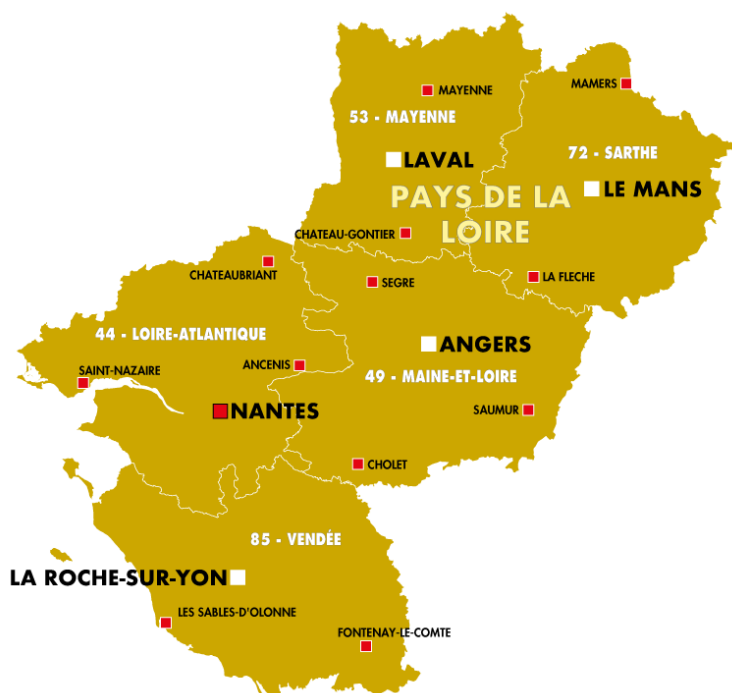 MAYENNE
MAMERS
53 - MAYENNE
72 - SARTHE
LAVAL
LE MANS
PAYS DE LA
LOIRE
CHATEAU-GONTIER
CHATEAUBRIANT
SEGRE
LA FLECHE
44 - LOIRE-ATLANTIQUE
ANGERS
SAINT-NAZAIRE
ANCENIS
49 - MAINE-ET-LOIRE
NANTES
SAUMUR
CHOLET
85 - VENDÉE
LA ROCHE-SUR-YON
LES SABLES-D'OLONNE
FONTENAY-LE-COMTE